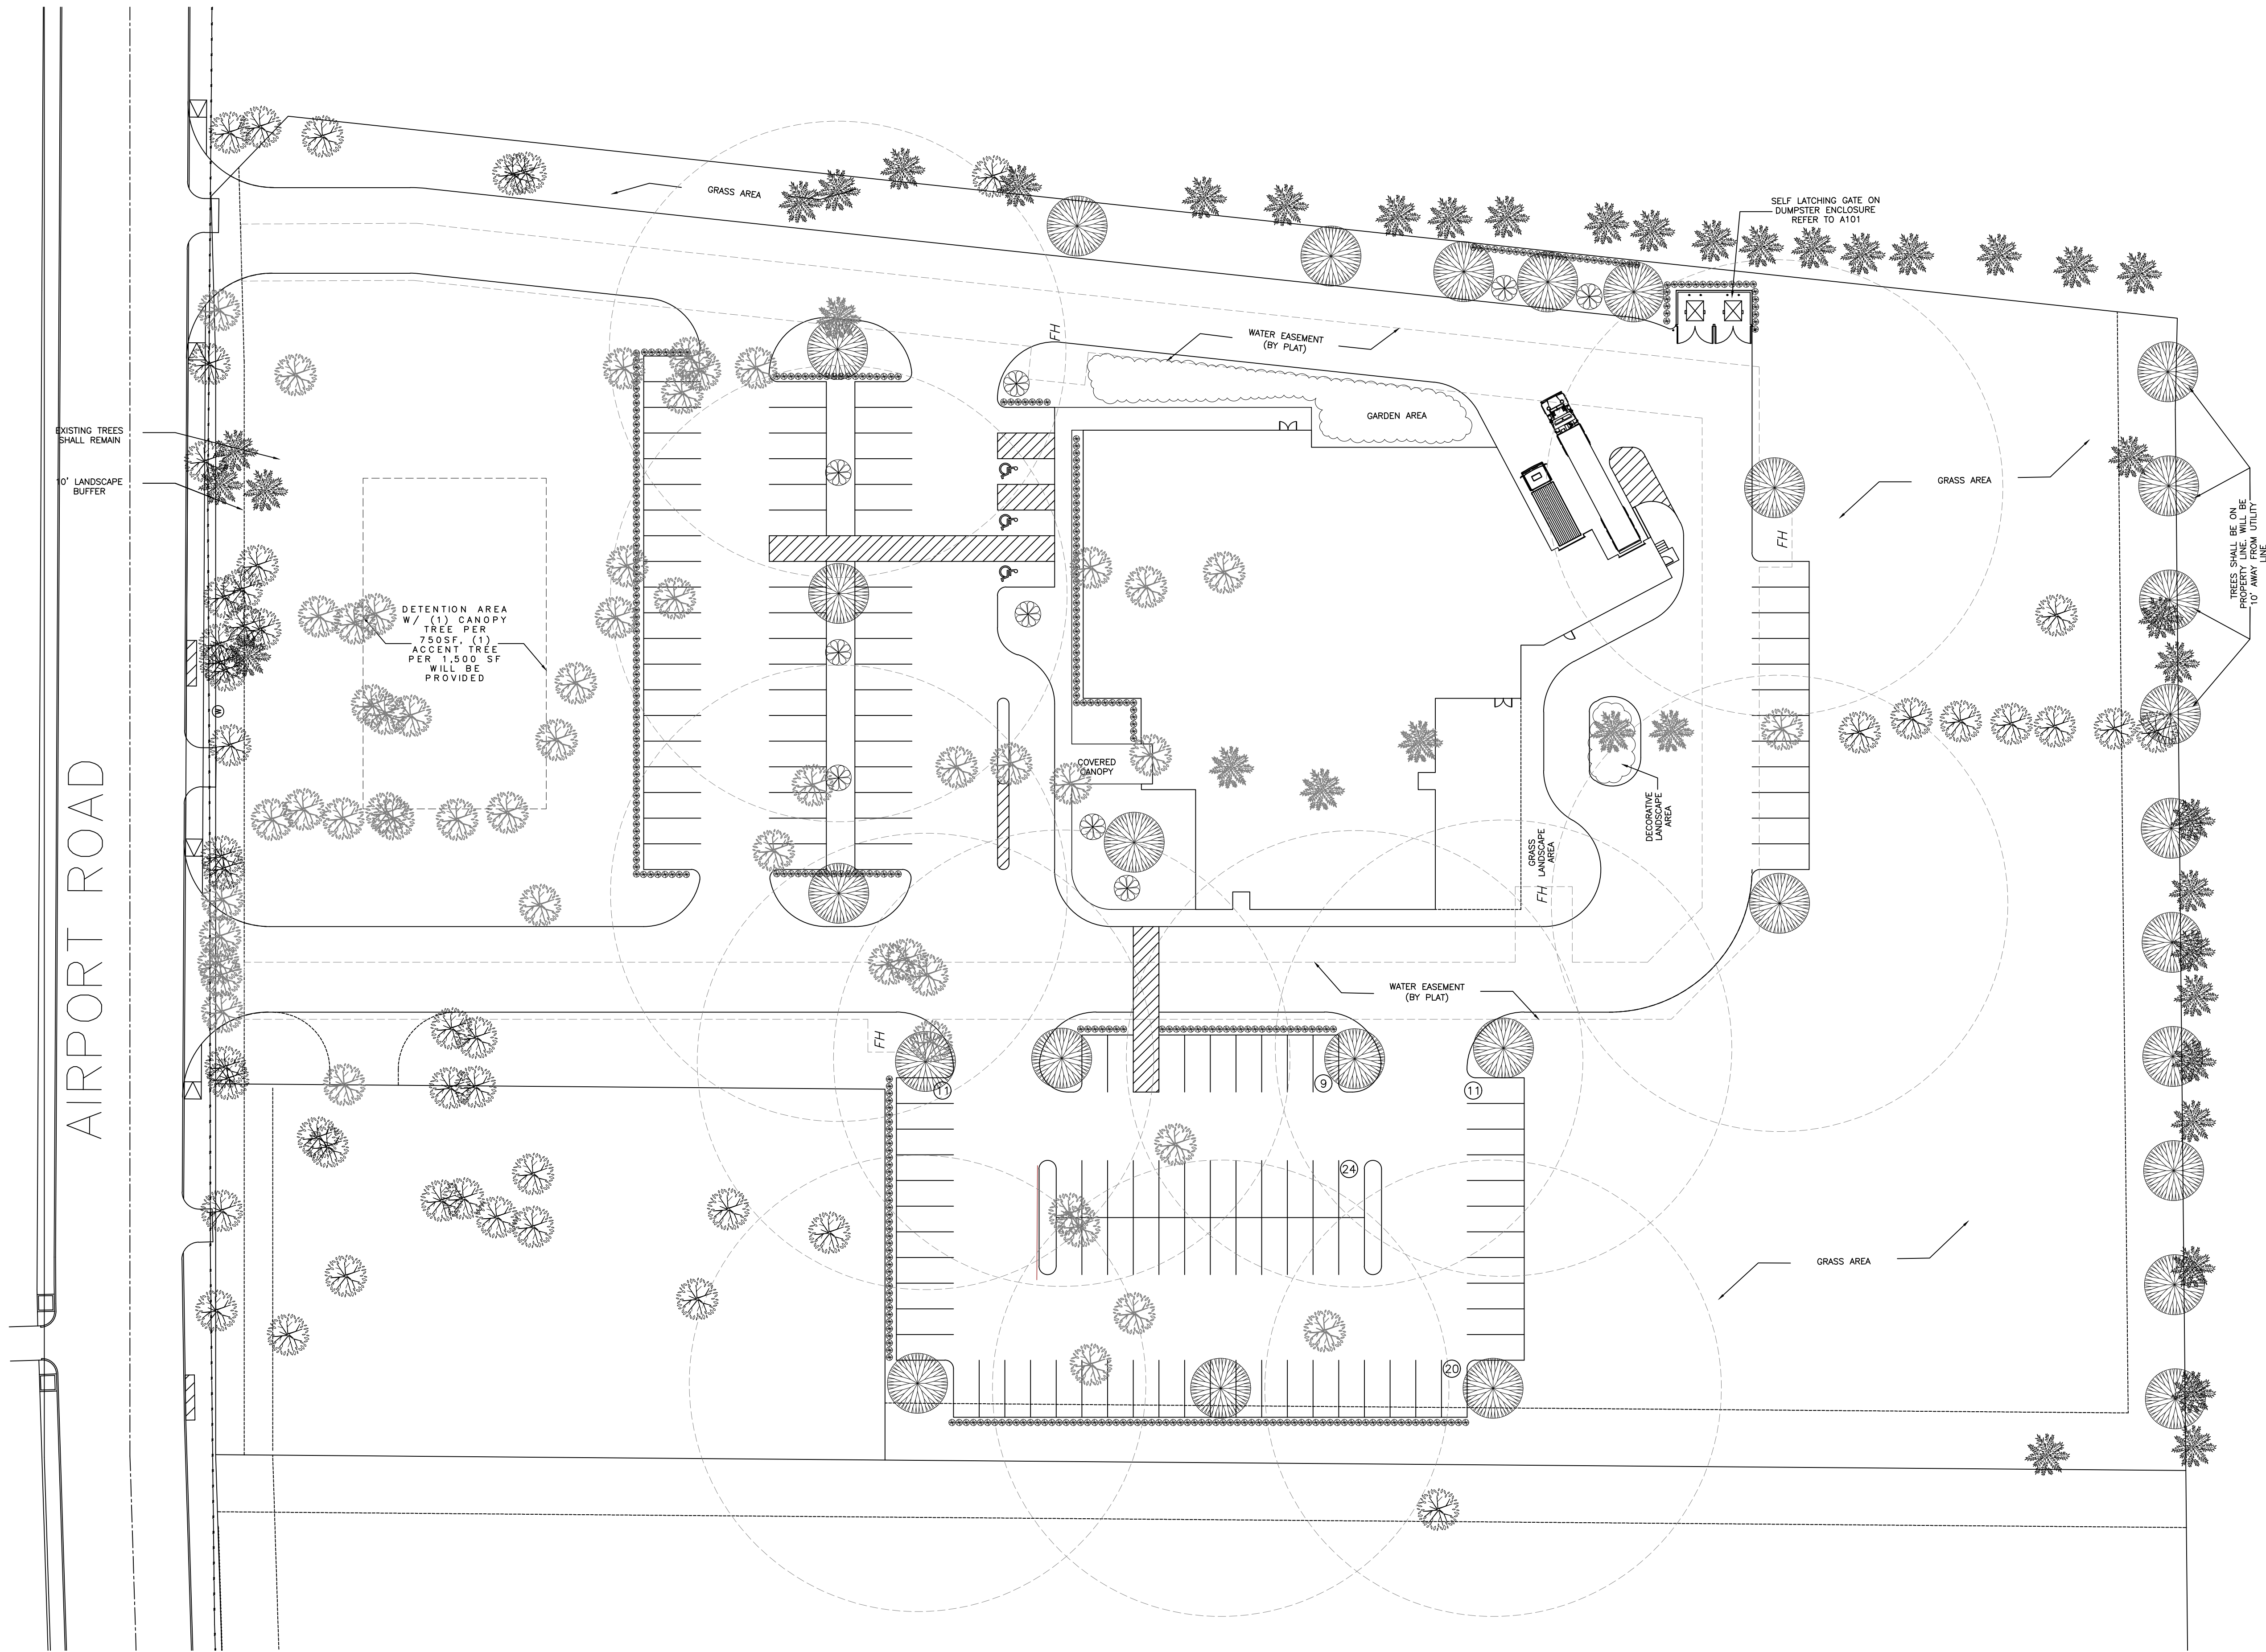 GRASS AREA
SELF LATCHING GATE ON
DUMPSTER ENCLOSURE
REFER TO A101
FH
WATER EASEMENT
(BY PLAT)
GARDEN AREA
EXISTING TREES
SHALL REMAIN
10' LANDSCAPE
BUFFER
GRASS AREA
TREES SHALL BE ON
PROPERTY LINE. WILL BE
10' AWAY FROM UTILITY
LINE
FH
DETENTION AREA
W/ (1) CANOPY
TREE PER
750SF, (1)
ACCENT TREE
PER 1,500 SF
WILL BE
PROVIDED
W
COVERED
CANOPY
DECORATIVE
LANDSCAPE
AREA
GRASS
LANDSCAPE
AREA
FH
AIRPORT ROAD
WATER EASEMENT
(BY PLAT)
FH
11
9
11
24
GRASS AREA
20